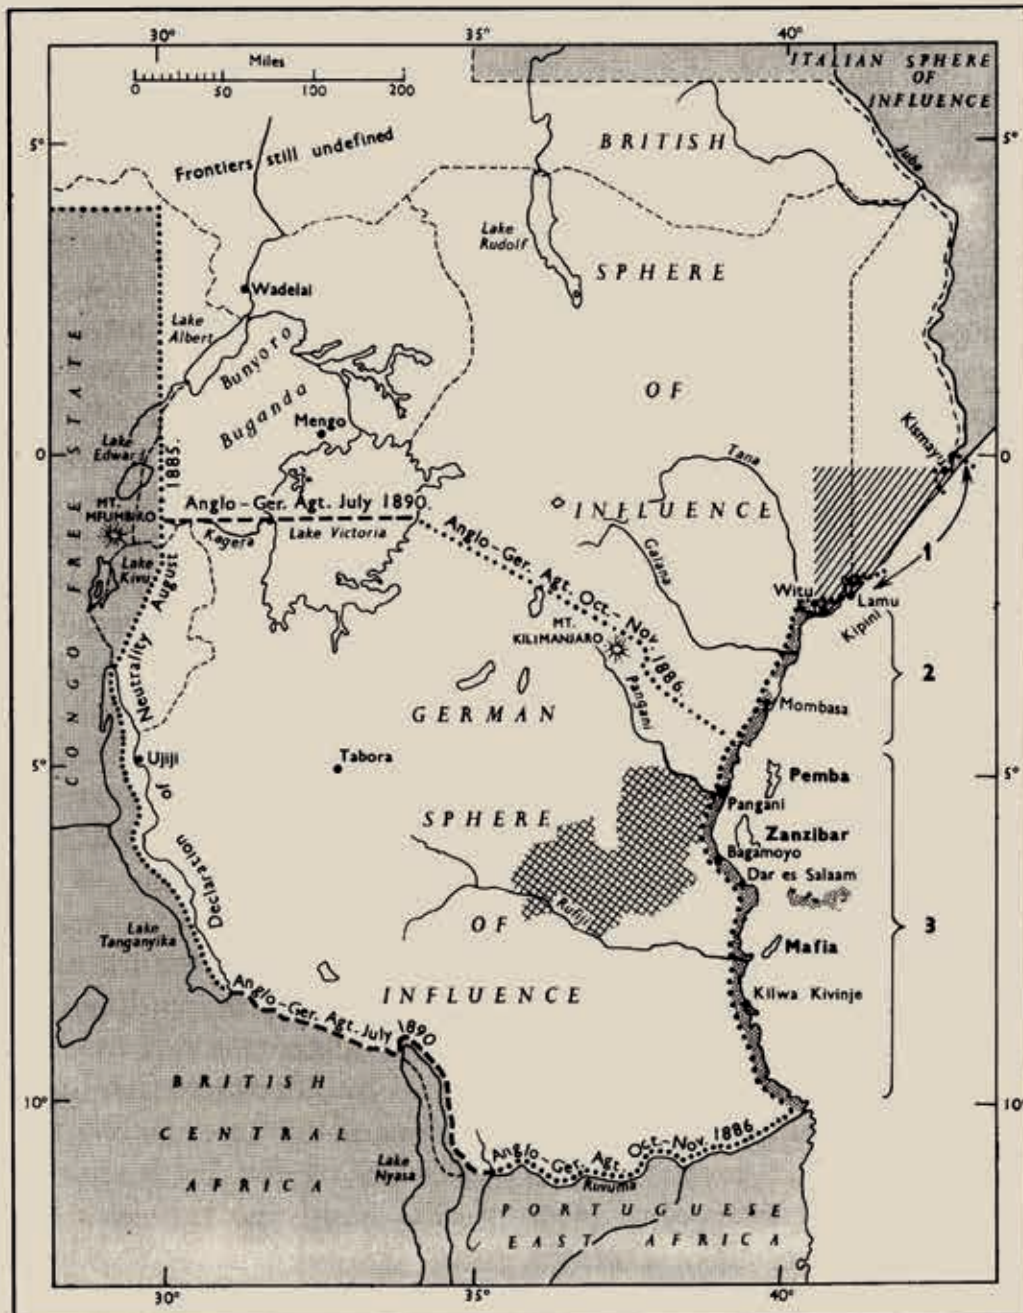 30°
35°
40°
Miles
0 50 100 200
ITALIAN SPHERE
OF
INFLUENCE
5°
5°
Frontiers still undefined
BRITISH
Juba
Lake
Rudolf
SPHERE
Wadelai
Lake
Albert
Bunyoro
Buganda
OF
Mengo
CONGO FREE STATE
Lake
Edward
0°
1885.
Kismayu
0°
Tana
MT.
MFUMBIRO
Anglo-Ger. Agt. July 1890.
INFLUENCE
Kagera
Lake Victoria
Anglo-Ger. Agt. Oct.-Nov. 1886.
Galana
1
Lake
Kivu
August
Witu
Lamu
Kipini
MT.
KILIMANJARO
2
Neutrality
Pangani
GERMAN
Mombasa
Ujiji
Tabora
5°
5°
Pemba
of
Pangani
SPHERE
Zanzibar
Bagamoyo
Declaration
Dar es Salaam
Rufiji
OF
3
Lake
Tanganyika
Mafia
INFLUENCE
Kilwa Kivinje
Anglo-Ger. Agt. July 1890
BRITISH
10°
10°
CENTRAL
Anglo-Ger. Agt. Oct.-Nov. 1886
Lake
Nyasa
AFRICA
Ruvuma
PORTUGUESE
EAST AFRICA
30°
35°
40°